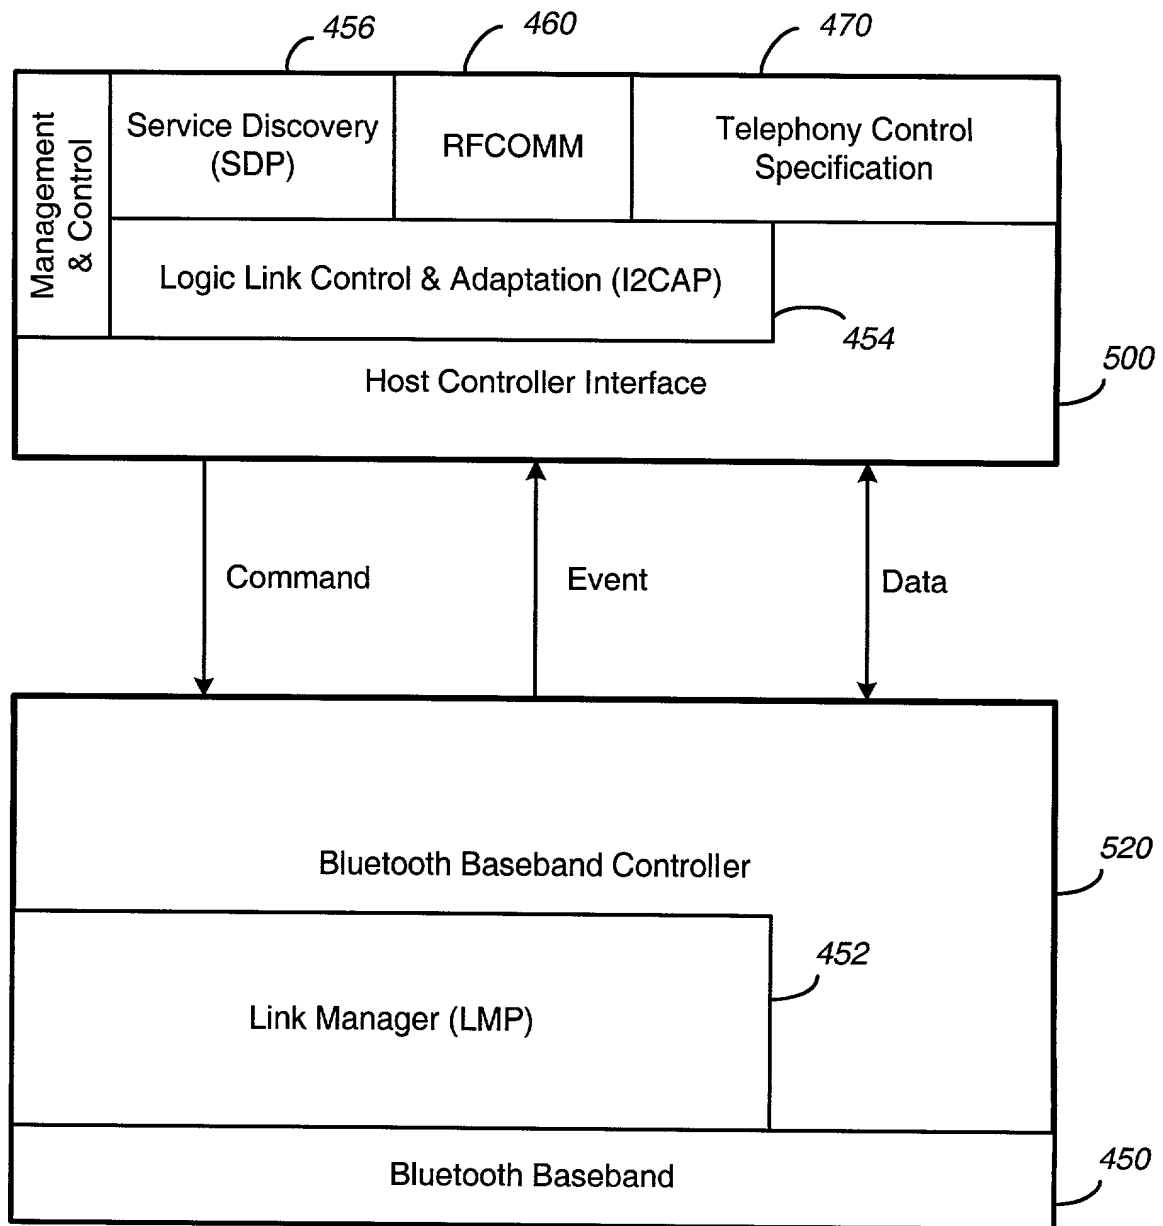 456
460
470
Management
& Control
Service Discovery
(SDP)
RFCOMM
Telephony Control
Specification
Logic Link Control & Adaptation (I2CAP)
454
500
Host Controller Interface
Command
Event
Data
520
Bluetooth Baseband Controller
452
Link Manager (LMP)
450
Bluetooth Baseband